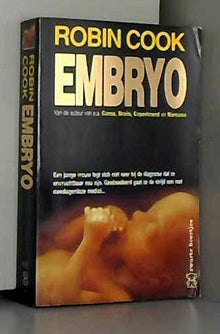 ROBIN COOK
EMBRYO
Van de auteur van o.a. Coma, Brein, Experiment en Narcose
Een jonge vrouw legt zich niet neer bij de diagnose dat ze
onvruchtbaar zou zijn. Gedesillusioneerd gaat ze de strijd aan met
meedogenloze medici...
zwarte beertjes
ROBIN
COOK
EMBRYO